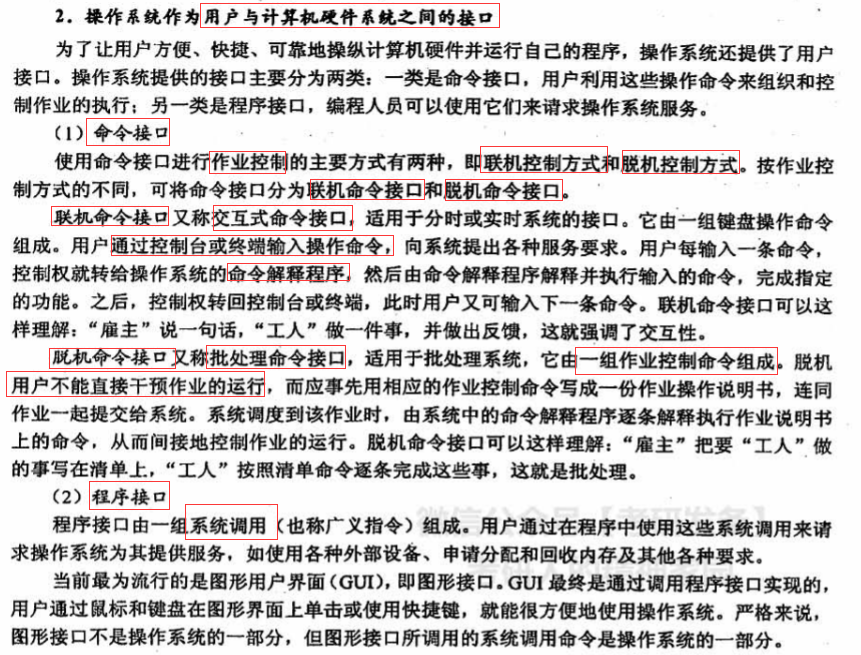 2．操作系统作为用户与计算机硬件系统之间的接口
为了让用户方便、快捷、可靠地操纵计算机硬件并运行自己的程序，操作系统还提供了用户
接口。操作系统提供的接口主要分为两类：一类是命令接口，用户利用这些操作命令来组织和控
制作业的执行；另一类是程序接口，编程人员可以使用它们来请求操作系统服务。
（1）命令接口
使用命令接口进行作业控制的主要方式有两种，即联机控制方式和脱机控制方式。按作业控
制方式的不同，可将命令接口分为联机命令接口和脱机命令接口。
联机命令接口又称交互式命令接口，适用于分时或实时系统的接口。它由一组键盘操作命令
组成。用户通过控制台或终端输入操作命令，向系统提出各种服务要求。用户每输入一条命令，
控制权就转给操作系统的命令解释程序，然后由命令解释程序解释并执行输入的命令，完成指定
的功能。之后，控制权转回控制台或终端，此时用户又可输入下一条命令。联机命令接口可以这
样理解：“雇主”说一句话，“工人”做一件事，并做出反馈，这就强调了交互性。
脱机命令接口又称批处理命令接口，适用于批处理系统，它由一组作业控制命令组成。脱机
用户不能直接干预作业的运行，而应事先用相应的作业控制命令写成一份作业操作说明书，连同
作业一起提交给系统。系统调度到该作业时，由系统中的命令解释程序逐条解释执行作业说明书
上的命令，从而间接地控制作业的运行。脱机命令接口可以这样理解：“雇主”把要“工人”做
的事写在清单上，“工人”按照清单命令逐条完成这些事，这就是批处理。
（2）程序接口
程序接口由一组系统调用（也称广义指令）组成。用户通过在程序中使用这些系统调用来请
求操作系统为其提供服务，如使用各种外部设备、申请分配和回收内存及其他各种要求。
当前最为流行的是图形用户界面（GUI），即图形接口。GUI 最终是通过调用程序接口实现的，
用户通过鼠标和键盘在图形界面上单击或使用快捷键，就能很方便地使用操作系统。严格来说，
图形接口不是操作系统的一部分，但图形接口所调用的系统调用命令是操作系统的一部分。